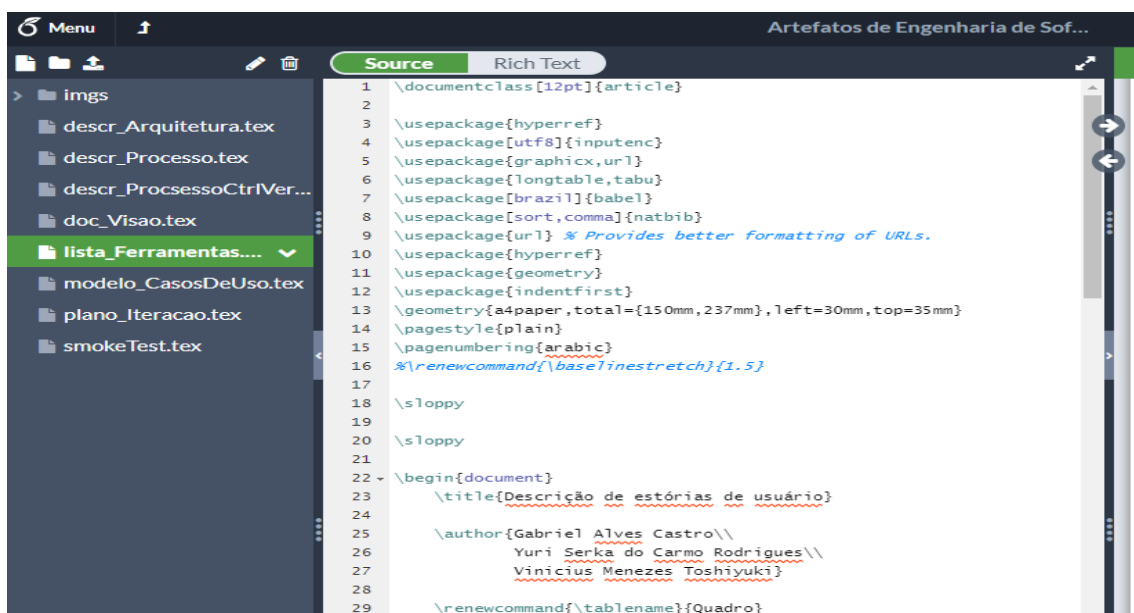 Menu
Artefatos de Engenharia de Sof...
Source Rich Text
imgs
descr_Arquitetura.tex
descr_Processo.tex
descr_ProcsessoCtrlVer...
doc_Visao.tex
lista_Ferramentas....
modelo_CasosDeUso.tex
plano_Iteracao.tex
smokeTest.tex
1 \documentclass[12pt]{article}
2
3 \usepackage{hyperref}
4 \usepackage[utf8]{inputenc}
5 \usepackage{graphicx,url}
6 \usepackage{longtable,tabu}
7 \usepackage[brazil]{babel}
8 \usepackage[sort,comma]{natbib}
9 \usepackage{url} % Provides better formatting of URLs.
10 \usepackage{hyperref}
11 \usepackage{geometry}
12 \usepackage{indentfirst}
13 \geometry{a4paper,total={150mm,237mm},left=30mm,top=35mm}
14 \pagestyle{plain}
15 \pagenumbering{arabic}
16 %\renewcommand{\baselinestretch}{1.5}
17
18 \sloppy
19
20 \sloppy
21
22 \begin{document}
23 \title{Descrição de estórias de usuário}
24
25 \author{Gabriel Alves Castro\\
26 Yuri Serka do Carmo Rodrigues\\
27 Vinicius Menezes Toshiyuki}
28
29 \renewcommand{\tablename}{Quadro}